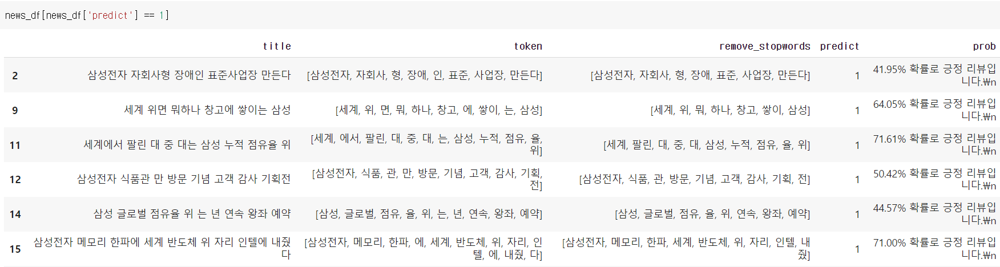 news_df[news_df['predict'] == 1]
title token remove_stopwords predict prob
2 삼성전자 자회사형 장애인 표준사업장 만든다 [삼성전자, 자회사, 형, 장애, 인, 표준, 사업장, 만든다] [삼성전자, 자회사, 형, 장애, 표준, 사업장, 만든다] 1 41.95% 확률로 긍정 리뷰입
니다.₩n
9 세계 위면 뭐하나 창고에 쌓이는 삼성 [세계, 위, 면, 뭐, 하나, 창고, 에, 쌓이, 는, 삼성] [세계, 위, 뭐, 하나, 창고, 쌓이, 삼성] 1 64.05% 확률로 긍정 리뷰입
니다.₩n
11 세계에서 팔린 대 중 대는 삼성 누적 점유율 위 [세계, 에서, 팔린, 대, 중, 대, 는, 삼성, 누적, 점유, 율, [세계, 팔린, 대, 중, 대, 삼성, 누적, 점유, 율, 위] 1 71.61% 확률로 긍정 리뷰입
위] 니다.₩n
12 삼성전자 식품관 만 방문 기념 고객 감사 기획전 [삼성전자, 식품, 관, 만, 방문, 기념, 고객, 감사, 기획, [삼성전자, 식품, 관, 방문, 기념, 고객, 감사, 기획, 전] 1 50.42% 확률로 긍정 리뷰입
전] 니다.₩n
14 삼성 글로벌 점유율 위 는 년 연속 왕좌 예약 [삼성, 글로벌, 점유, 율, 위, 는, 년, 연속, 왕좌, 예약] [삼성, 글로벌, 점유, 율, 위, 연속, 왕좌, 예약] 1 44.57% 확률로 긍정 리뷰입
니다.₩n
15 삼성전자 메모리 한파에 세계 반도체 위 자리 인텔에 내줬 [삼성전자, 메모리, 한파, 에, 세계, 반도체, 위, 자리, 인 [삼성전자, 메모리, 한파, 세계, 반도체, 위, 자리, 인텔, 내 1 71.00% 확률로 긍정 리뷰입
다 텔, 에, 내줬, 다] 줬] 니다.₩n